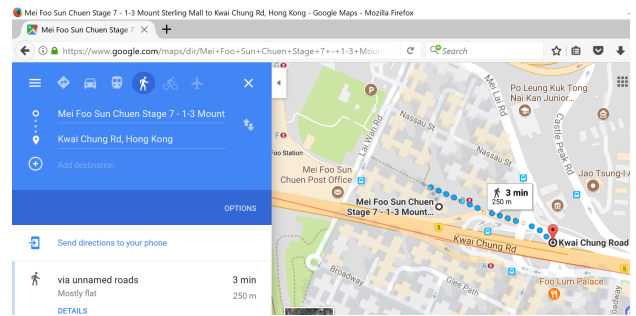 Mei Foo Sun Chuen Stage 7 - 1-3 Mount Sterling Mall to Kwai Chung Rd, Hong Kong - Google Maps - Mozilla Firefox
Mei Foo Sun Chuen Stage 7
https://www.google.com/maps/dir/Mei+Foo+Sun+Chuen+Stage+7+-+1-3+Moun
Search
Mei Foo Sun Chuen Stage 7 - 1-3 Mount
Kwai Chung Rd, Hong Kong
Add destination
OPTIONS
Send directions to your phone
via unnamed roads
3 min
Mostly flat
250 m
DETAILS
Mei Lai Rd
Po Leung Kuk Tong
Nai Kan Junior...
Lai Wan Rd
Nassau St
Castle Peak Rd
Nassau St
Foo Station
Mei Foo Sun
Chuen Post Office
Jao Tsung-I A
3 min
250 m
Mei Foo Sun Chuen
Stage 7 - 1-3 Mount...
5
Kwai Chung Rd
Kwai Chung Road
Broadway
Glee Path
Foo Lum Palace
5
Broadway